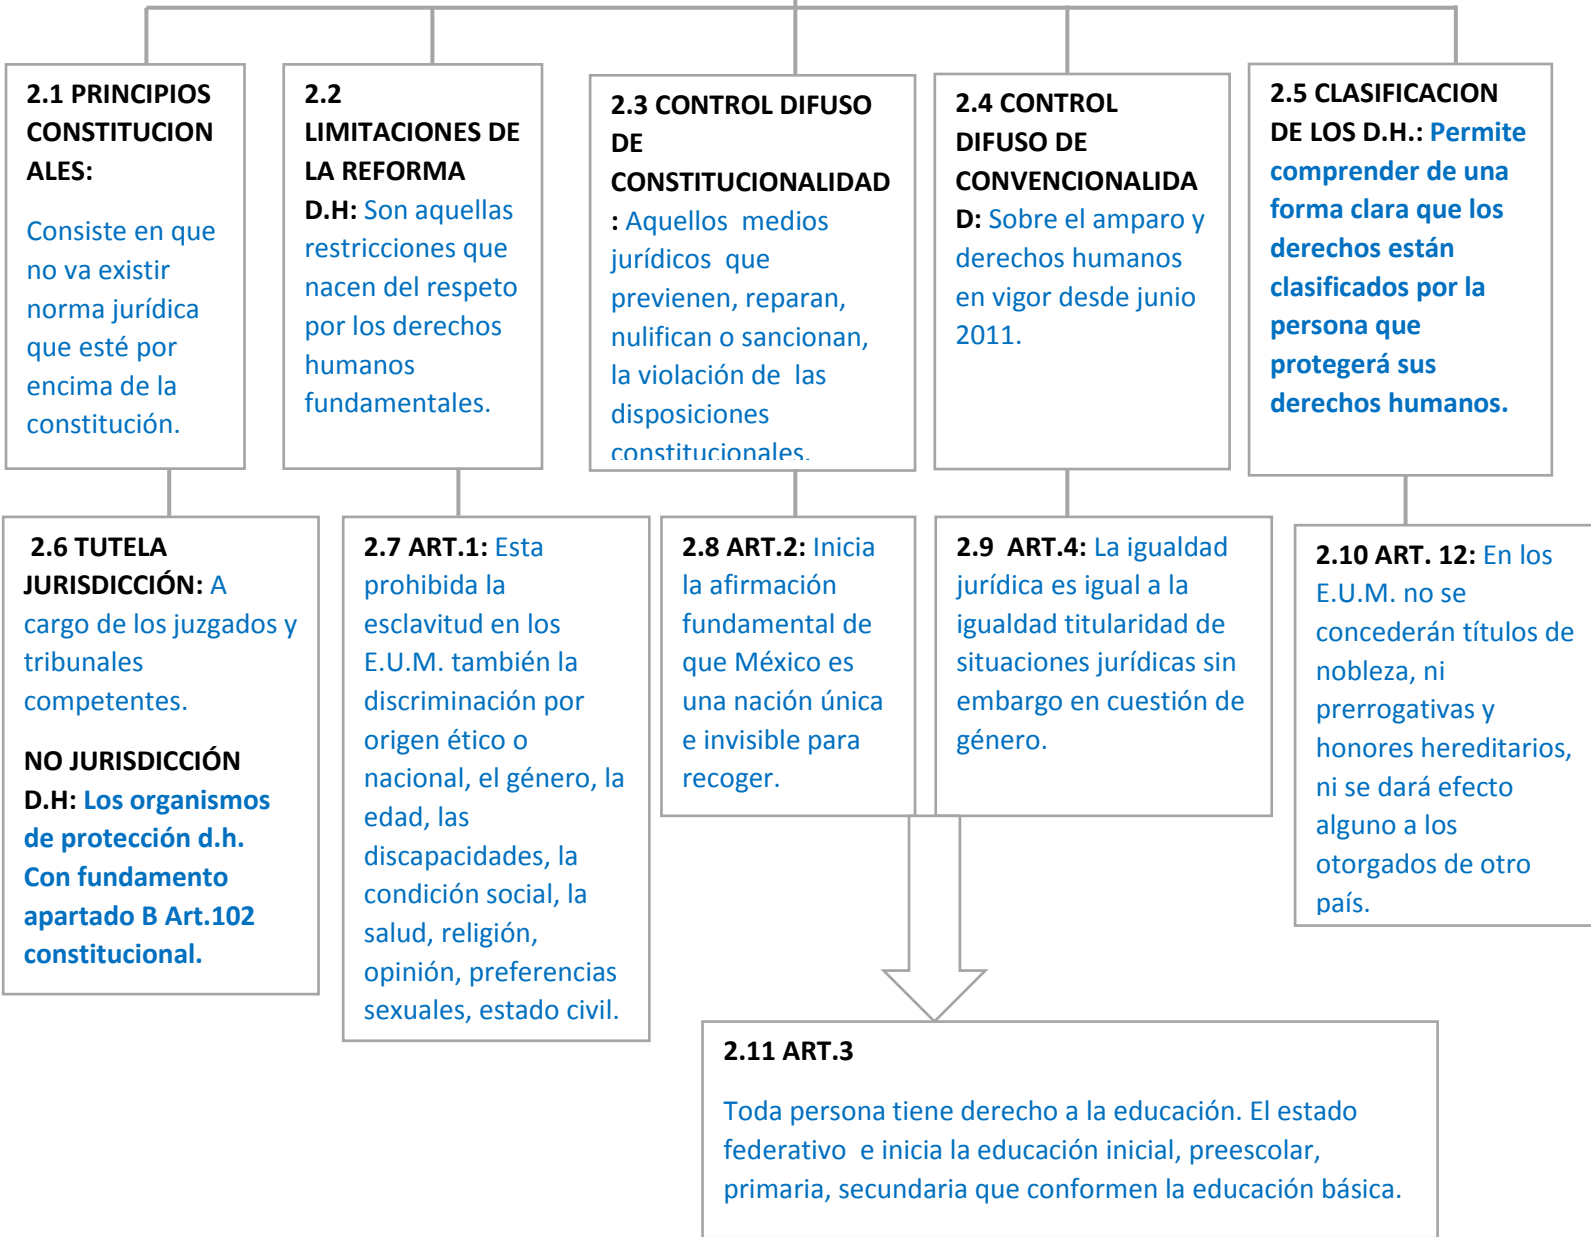 2.1 PRINCIPIOS
CONSTITUCION
ALES:
Consiste en que
no va existir
norma jurídica
que esté por
encima de la
constitución.
2.2
LIMITACIONES DE
LA REFORMA
D.H: Son aquellas
restricciones que
nacen del respeto
por los derechos
humanos
fundamentales.
2.3 CONTROL DIFUSO
DE
CONSTITUCIONALIDAD
: Aquellos medios
jurídicos que
previenen, reparan,
nulifican o sancionan,
la violación de las
disposiciones
constitucionales.
2.4 CONTROL
DIFUSO DE
CONVENCIONALIDA
D: Sobre el amparo y
derechos humanos
en vigor desde junio
2011.
2.5 CLASIFICACION
DE LOS D.H.: Permite
comprender de una
forma clara que los
derechos están
clasificados por la
persona que
protegerá sus
derechos humanos.
2.6 TUTELA
JURISDICCIÓN: A
cargo de los juzgados y
tribunales
competentes.
NO JURISDICCIÓN
D.H: Los organismos
de protección d.h.
Con fundamento
apartado B Art.102
constitucional.
2.7 ART.1: Esta
prohibida la
esclavitud en los
E.U.M. también la
discriminación por
origen ético o
nacional, el género, la
edad, las
discapacidades, la
condición social, la
salud, religión,
opinión, preferencias
sexuales, estado civil.
2.8 ART.2: Inicia
la afirmación
fundamental de
que México es
una nación única
e invisible para
recoger.
2.9 ART.4: La igualdad
jurídica es igual a la
igualdad titularidad de
situaciones jurídicas sin
embargo en cuestión de
género.
2.10 ART. 12: En los
E.U.M. no se
concederán títulos de
nobleza, ni
prerrogativas y
honores hereditarios,
ni se dará efecto
alguno a los
otorgados de otro
país.
2.11 ART.3
Toda persona tiene derecho a la educación. El estado
federativo e inicia la educación inicial, preescolar,
primaria, secundaria que conformen la educación básica.